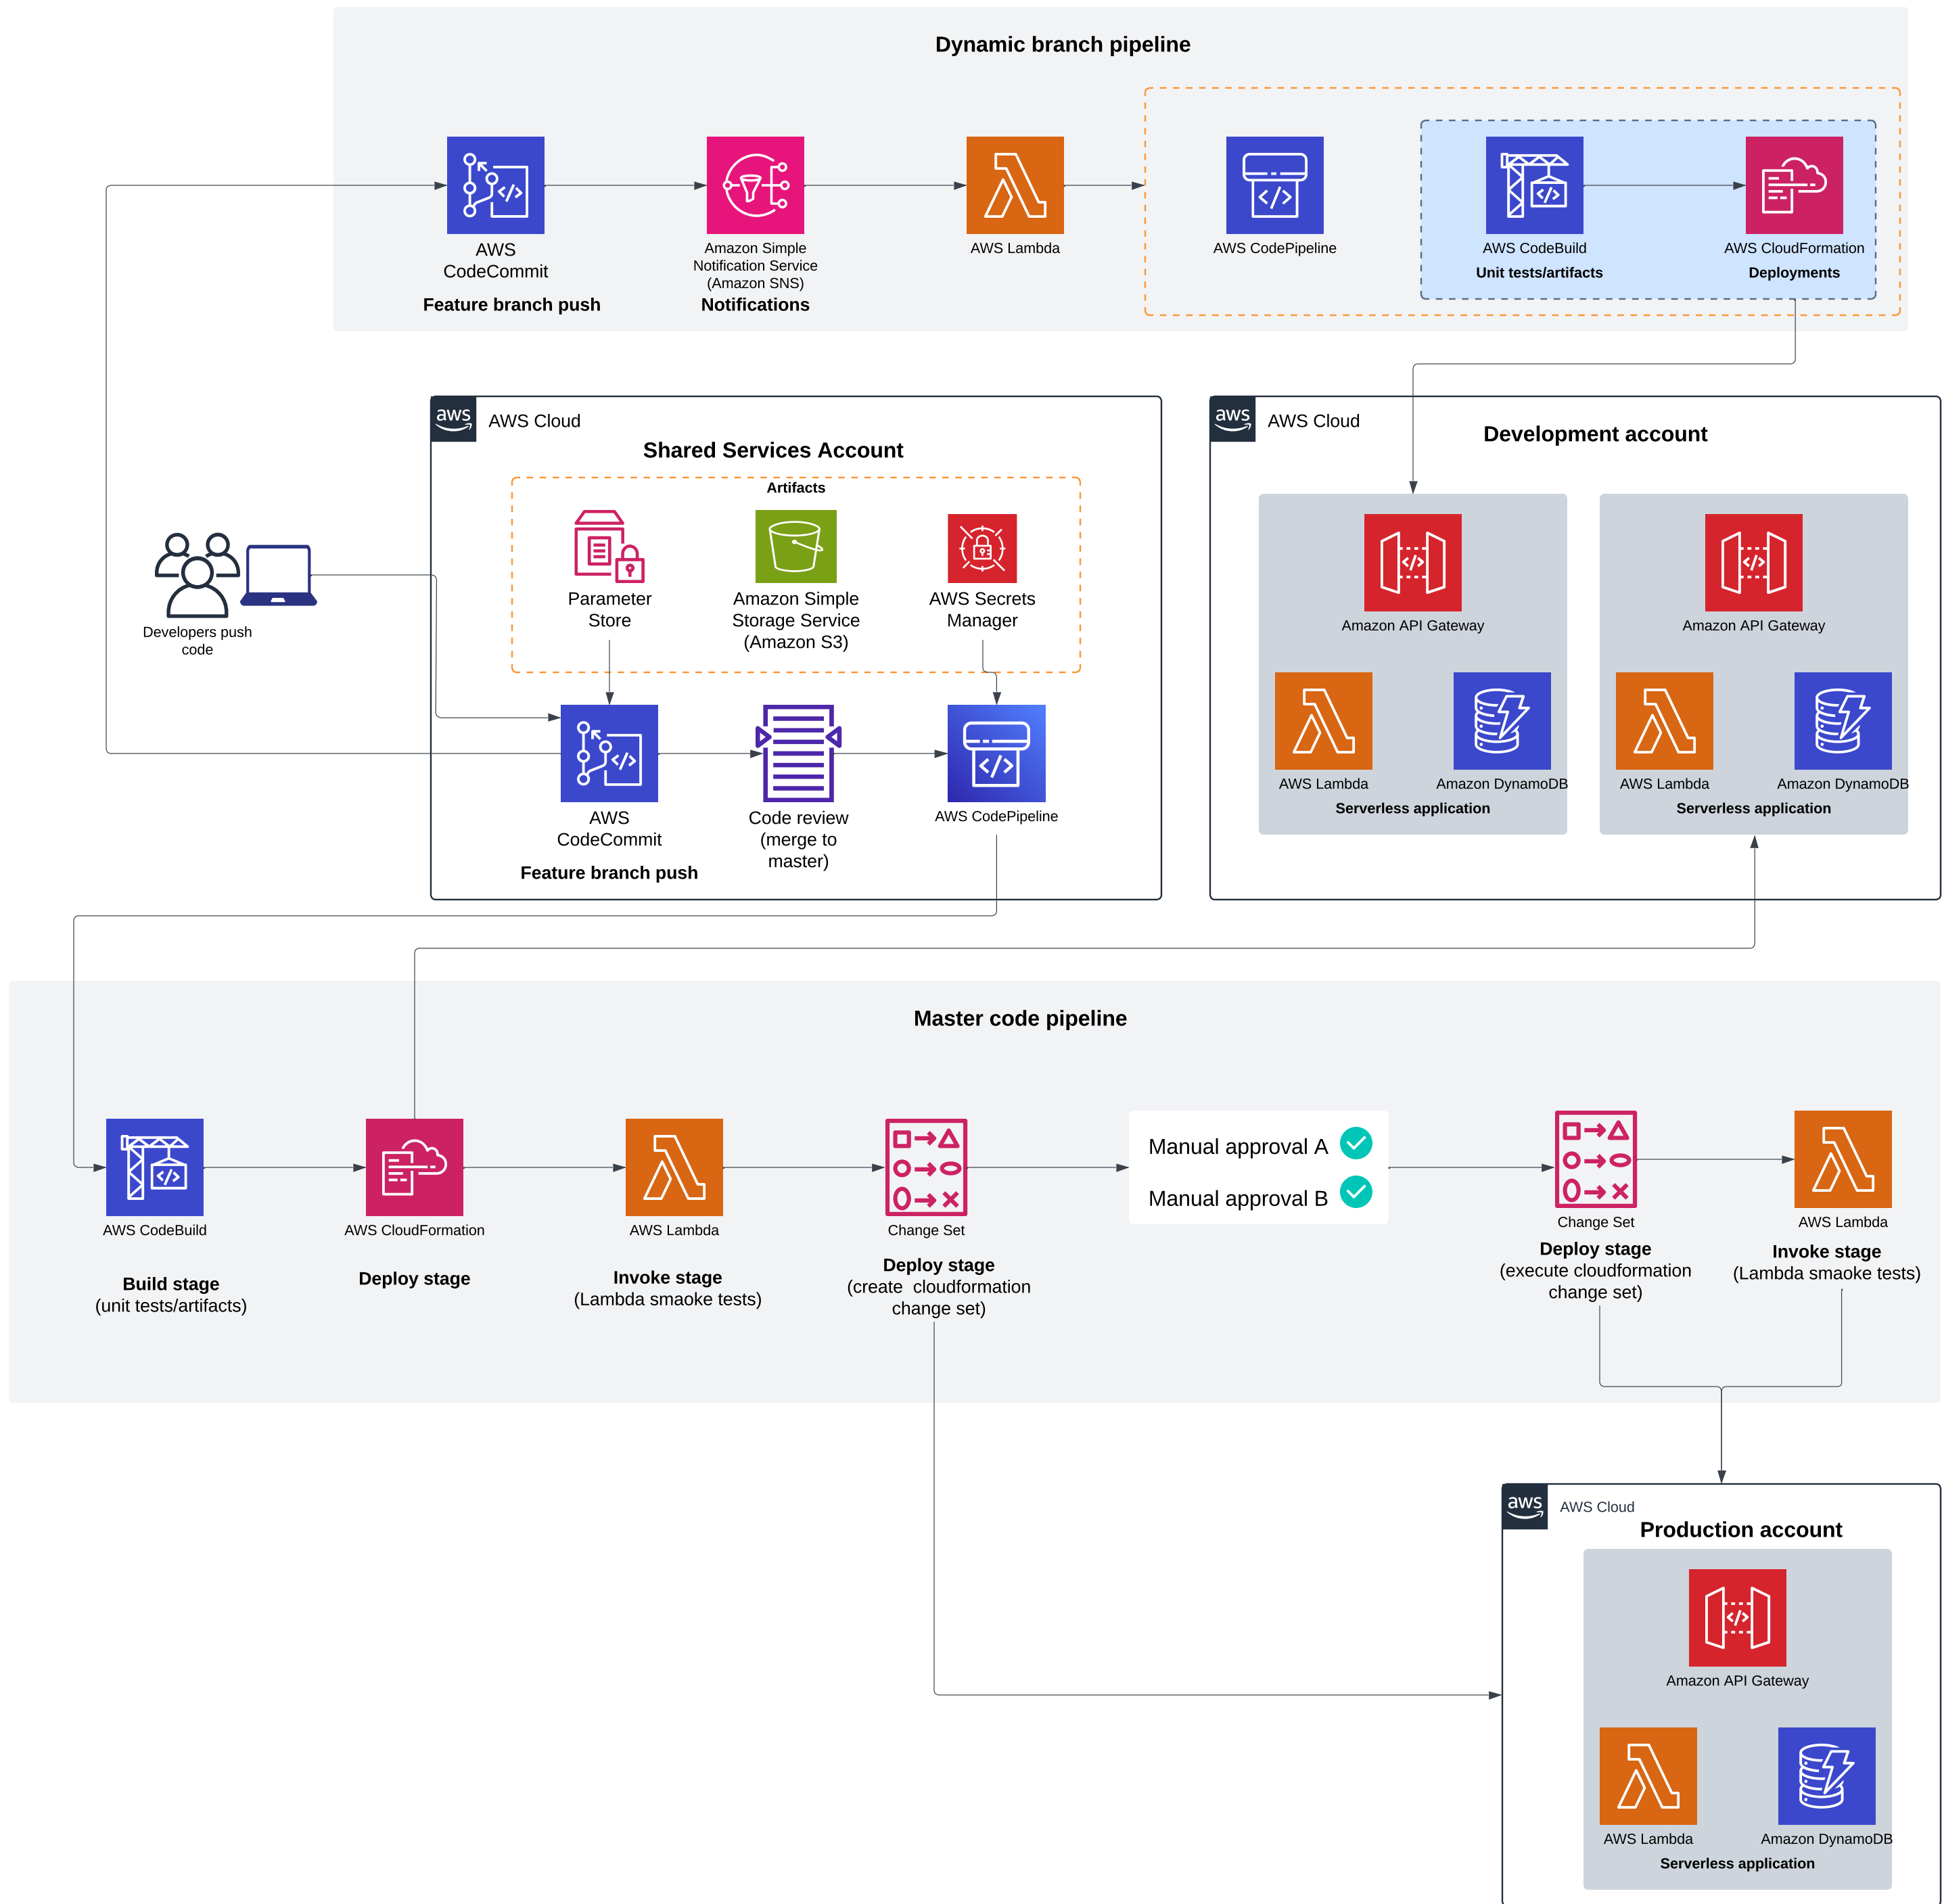 Dynamic branch pipeline
AWS
CodeCommit
Feature branch push
Amazon Simple
Notification Service
(Amazon SNS)
Notifications
AWS Lambda
AWS CodePipeline
AWS CodeBuild
Unit tests/artifacts
AWS CloudFormation
Deployments
Developers push
code
aws
AWS Cloud
Shared Services Account
Artifacts
Parameter
Store
Amazon Simple
Storage Service
(Amazon S3)
AWS Secrets
Manager
AWS
CodeCommit
Feature branch push
Code review
(merge to
master)
AWS CodePipeline
aws
AWS Cloud
Development account
Amazon API Gateway
AWS Lambda
Amazon DynamoDB
Serverless application
Amazon API Gateway
AWS Lambda
Amazon DynamoDB
Serverless application
Master code pipeline
AWS CodeBuild
Build stage
(unit tests/artifacts)
AWS CloudFormation
Deploy stage
AWS Lambda
Invoke stage
(Lambda smaoke tests)
Change Set
Deploy stage
(create cloudformation
change set)
Manual approval A
Manual approval B
Change Set
Deploy stage
(execute cloudformation
change set)
AWS Lambda
Invoke stage
(Lambda smaoke tests)
aws
AWS Cloud
Production account
Amazon API Gateway
AWS Lambda
Amazon DynamoDB
Serverless application